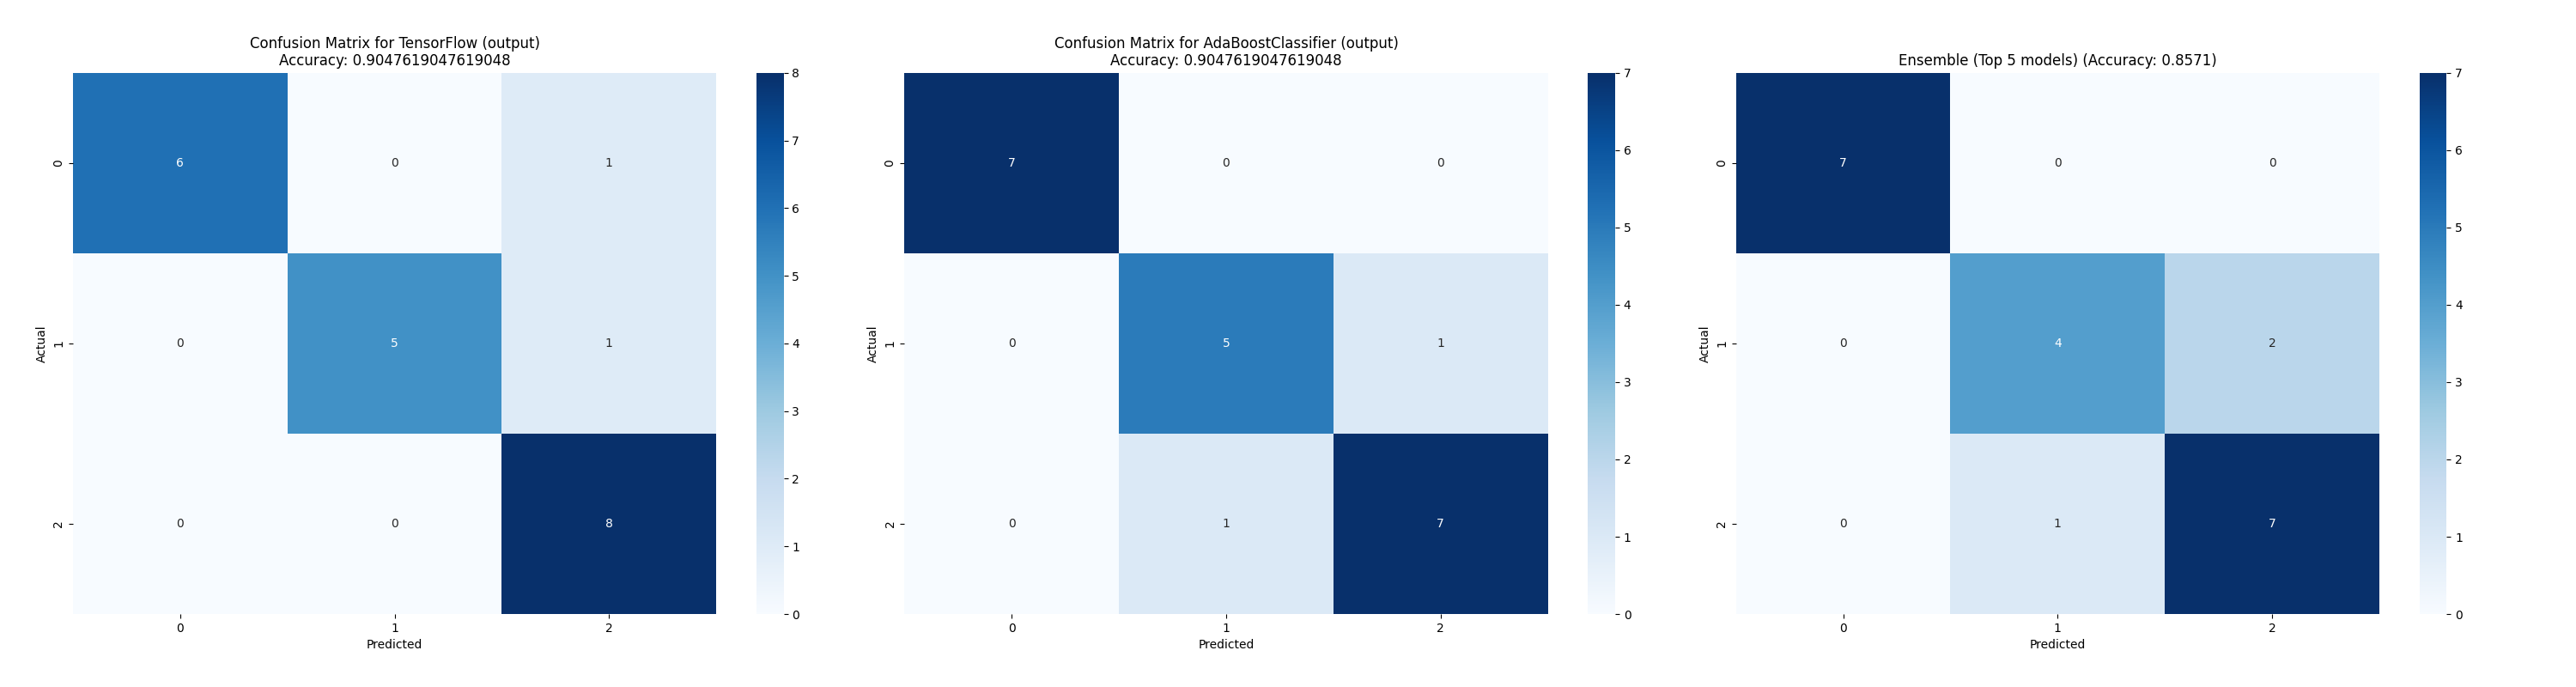 Confusion Matrix for TensorFlow (output)
Accuracy: 0.9047619047619048
8
7
6
5
4
3
2
1
0
Actual
0
1
2
6 0 1
0 5 1
0 0 8
0 1 2
Predicted
Confusion Matrix for AdaBoostClassifier (output)
Accuracy: 0.9047619047619048
7
6
5
4
3
2
1
0
Actual
0
1
2
7 0 0
0 5 1
0 1 7
0 1 2
Predicted
Ensemble (Top 5 models) (Accuracy: 0.8571)
7
6
5
4
3
2
1
0
Actual
0
1
2
7 0 0
0 4 2
0 1 7
0 1 2
Predicted